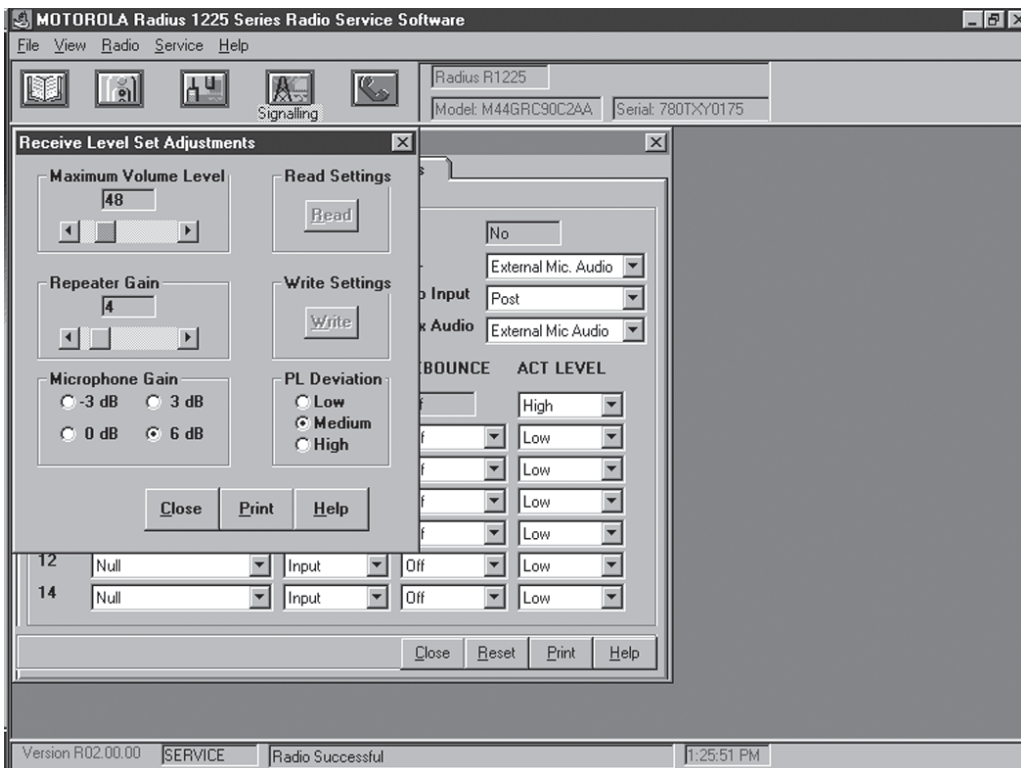 MOTOROLA Radius 1225 Series Radio Service Software
File View Radio Service Help
Signalling
Radius R1225
Model: M44GRC90C2AA Serial: 780TXY0175
Receive Level Set Adjustments
Maximum Volume Level
48
Read Settings
Read
Repeater Gain
4
Write Settings
Write
Microphone Gain
-3 dB 3 dB
0 dB 6 dB
PL Deviation
Low
Medium
High
Close Print Help
No
External Mic. Audio
Input Post
Audio External Mic Audio
ACT LEVEL
High
Low
Low
Low
Low
12 Null Input Off Low
14 Null Input Off Low
Close Reset Print Help
Version R02.00.00 SERVICE Radio Successful 1:25:51 PM